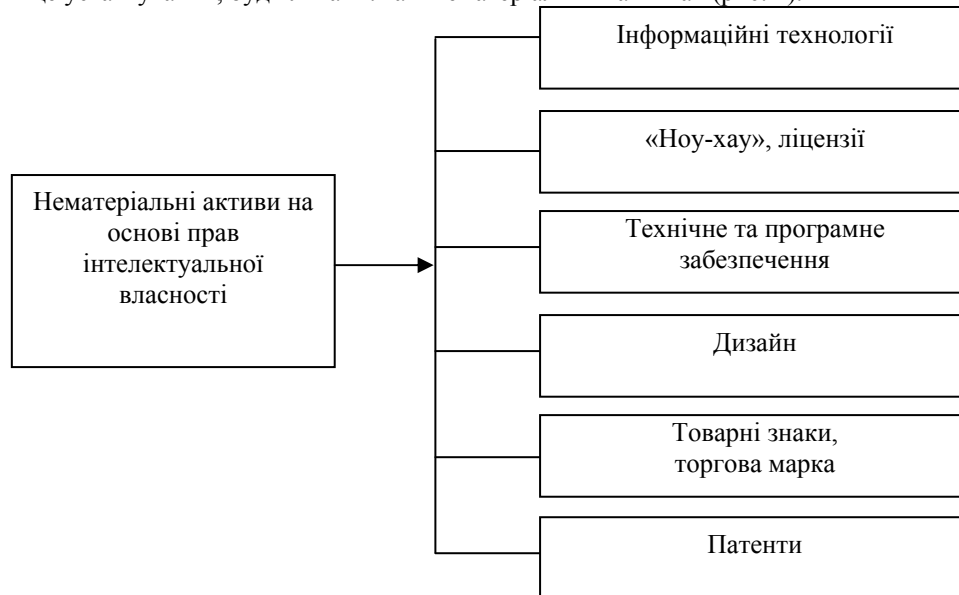 Інформаційні технології
«Ноу-хау», ліцензії
Нематеріальні активи на
основі прав
інтелектуальної
власності
Технічне та програмне
забезпечення
Дизайн
Товарні знаки,
торгова марка
Патенти